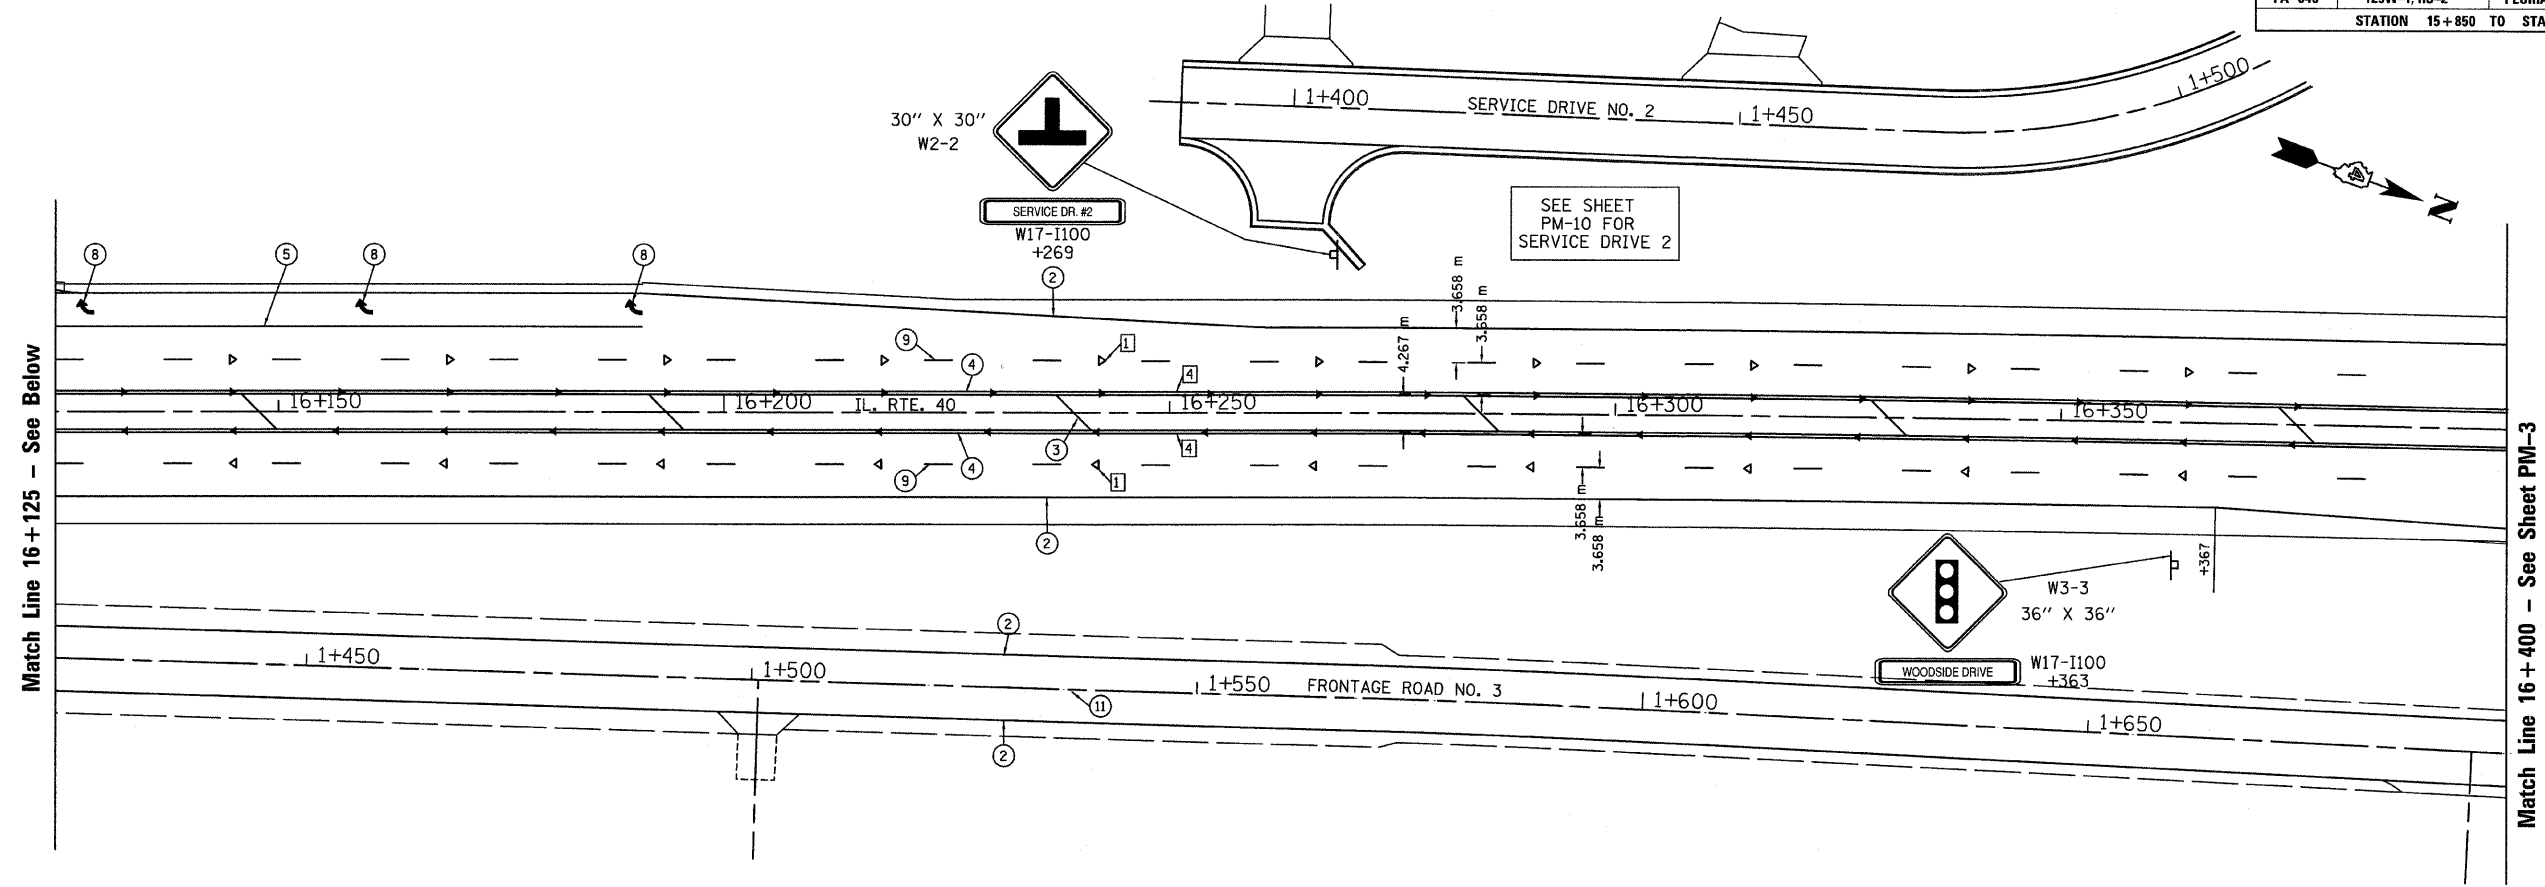 STATION 15+850 TO STA
1+500
1+400
SERVICE DRIVE NO. 2
1+450
30" X 30"
W2-2
SERVICE DR. #2
W17-I100
+269
SEE SHEET
PM-10 FOR
SERVICE DRIVE 2
4
N
8
5
8
8
2
3.658 m
3.658 m
4.267 m
9
1
4
4
16+150
16+200
IL. RTE. 40
16+250
16+300
16+350
3
4
4
9
1
2
3.658 m
3.658 m
+367
W3-3
36" X 36"
WOODSIDE DRIVE
W17-I100
+363
2
1+450
1+500
1+550
FRONTAGE ROAD NO. 3
1+600
1+650
11
2
Match Line 16+125 - See Below
Match Line 16+400 - See Sheet PM-3